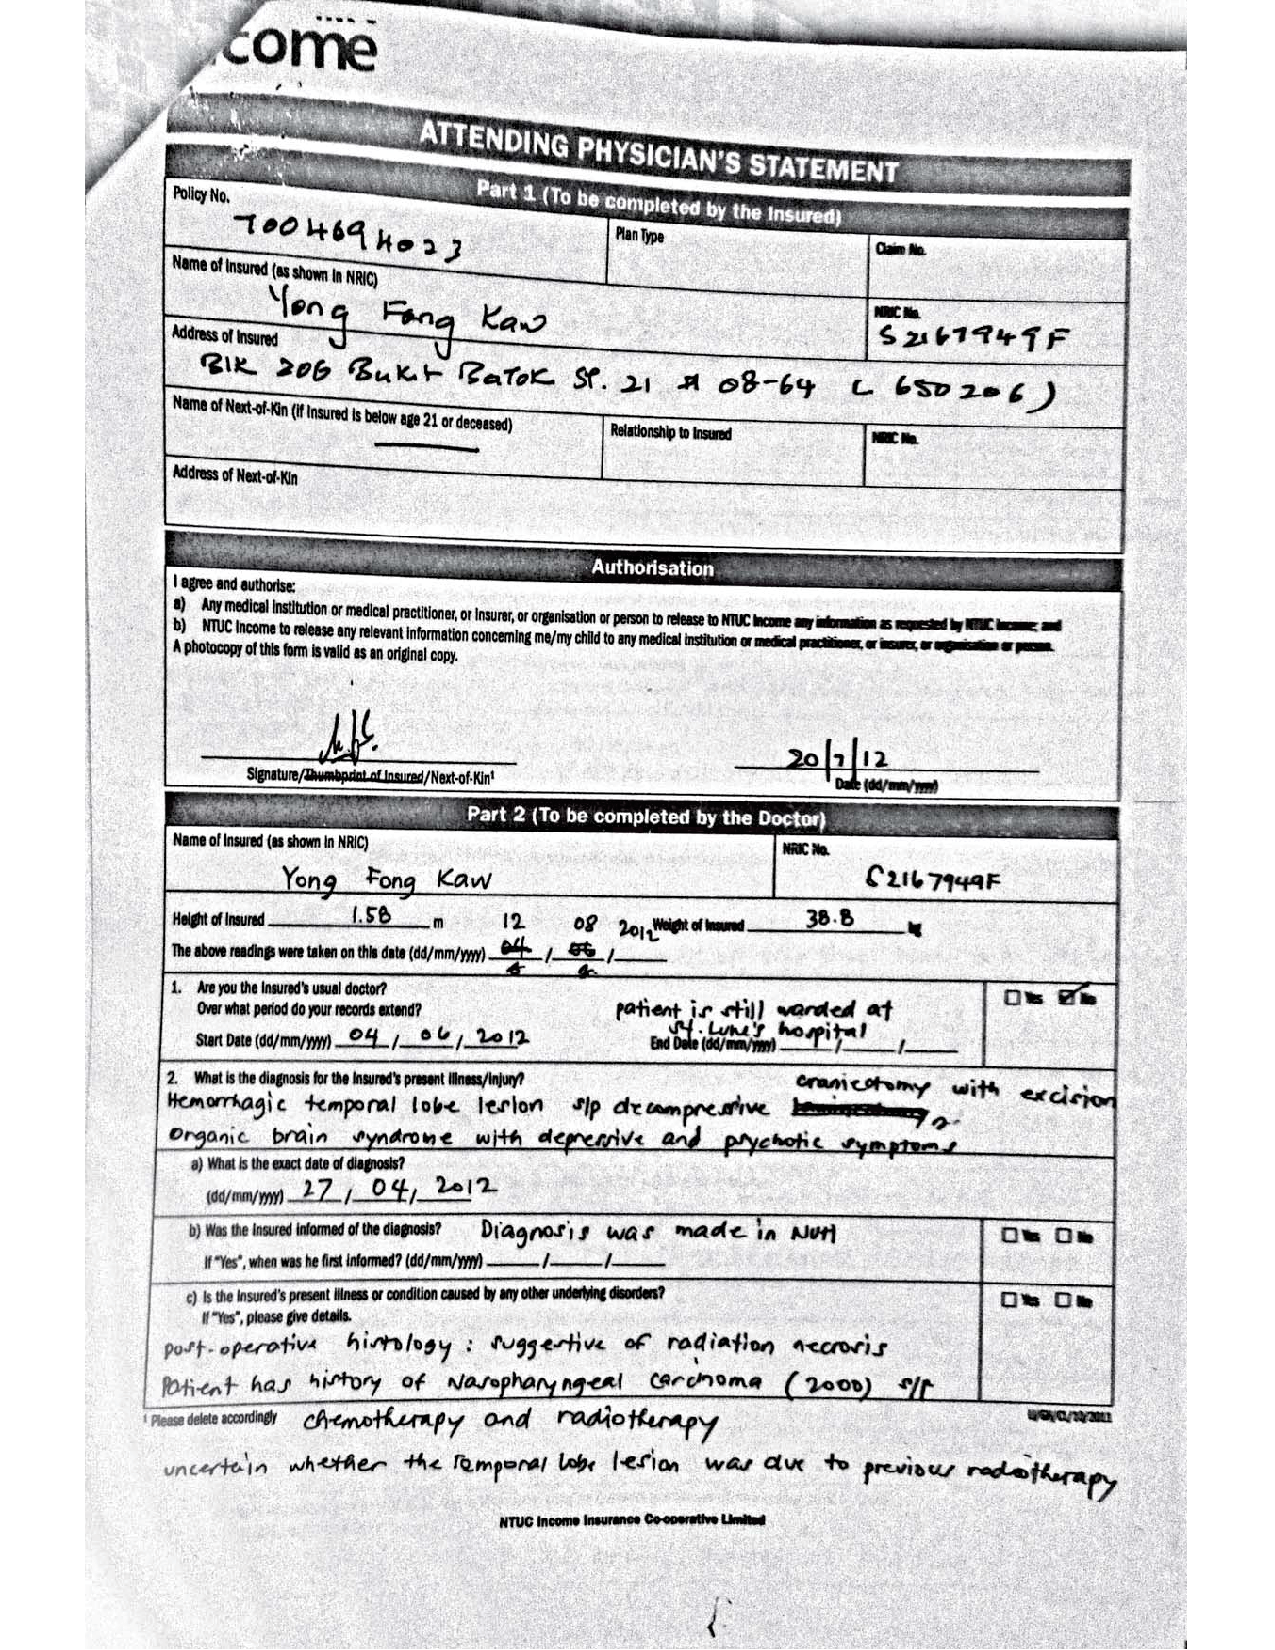 come
ATTENDING PHYSICIAN'S STATEMENT
Part 1 (To be completed by the Insured)
Policy No.
7004694023
Plan Type
Claim No.
Name of Insured (as shown in NRIC)
Yong Fong Kaw
NRIC No.
S2167949F
Address of Insured
Blk 206 Bukit Batok St. 21 # 08-64 ( 650206)
Name of Next-of-Kin (if Insured is below age 21 or deceased)
Relationship to Insured
NRIC No.
Address of Next-of-Kin
Authorisation
I agree and authorise:
a) Any medical institution or medical practitioner, or insurer, or organisation or person to release to NTUC Income any information as requested by NTUC Income; and
b) NTUC Income to release any relevant information concerning me/my child to any medical institution or medical practitioner, or insurer, or organisation or person.
A photocopy of this form is valid as an original copy.
20/7/12
Signature/Thumbprint of Insured/Next-of-Kin¹
Date (dd/mm/yyyy)
Part 2 (To be completed by the Doctor)
Name of Insured (as shown in NRIC)
Yong Fong Kaw
NRIC No.
S2167949F
Height of Insured 1.58 m
Weight of Insured 38.8 kg
12 08 2012
The above readings were taken on this date (dd/mm/yyyy) 04 / 06 /
1. Are you the Insured's usual doctor?
Yes No
Over what period do your records extend?
patient is still warded at
St. Luke's hospital
Start Date (dd/mm/yyyy) 04 / 06 / 2012
End Date (dd/mm/yyyy) / /
2. What is the diagnosis for the Insured's present illness/injury?
craniotomy with excision
Hemorrhagic temporal lobe lesion s/p decompressive
Organic brain syndrome with depressive and psychotic symptoms
a) What is the exact date of diagnosis?
(dd/mm/yyyy) 27 / 04 / 2012
b) Was the Insured informed of the diagnosis? Diagnosis was made in NUH
Yes No
If "Yes", when was he first informed? (dd/mm/yyyy) / /
c) Is the Insured's present illness or condition caused by any other underlying disorders?
Yes No
If "Yes", please give details.
post-operative histology : suggestive of radiation necrosis
Patient has history of Nasopharyngeal carcinoma (2000) s/p
¹ Please delete accordingly
chemotherapy and radiotherapy
uncertain whether the temporal lobe lesion was due to previous radiotherapy
NTUC Income Insurance Co-operative Limited